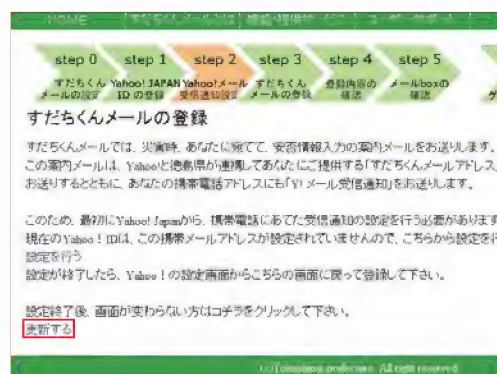 HOME
step 0 step 1 step 2 step 3 step 4 step 5
すだちくんメールの設定 Yahoo! JAPAN ID の登録 Yahoo!メール受信通知設定 すだちくんメールの登録 登録内容の確認 メールboxの確認
すだちくんメールの登録
すだちくんメールでは、災害時、あなたに宛てて、安否情報入力の案内メールをお送りします。
この案内メールは、Yahooと徳島県が連携してあなたにご提供する「すだちくんメールアドレス
お送りするとともに、あなたの携帯電話アドレスにも「Y!メール受信通知」をお送りします。
このため、最初にYahoo! Japanから、携帯電話にあてた受信通知の設定を行う必要があります
現在のYahoo! IDは、この携帯メールアドレスが設定されていませんので、こちらから設定を行
設定を行う
設定が終了したら、Yahoo!の設定画面からこちらの画面に戻って登録して下さい。
設定終了後、画面が変わらない方はコチラをクリックして下さい。
更新する
(c)Tokushima prefecture. All right reserved.